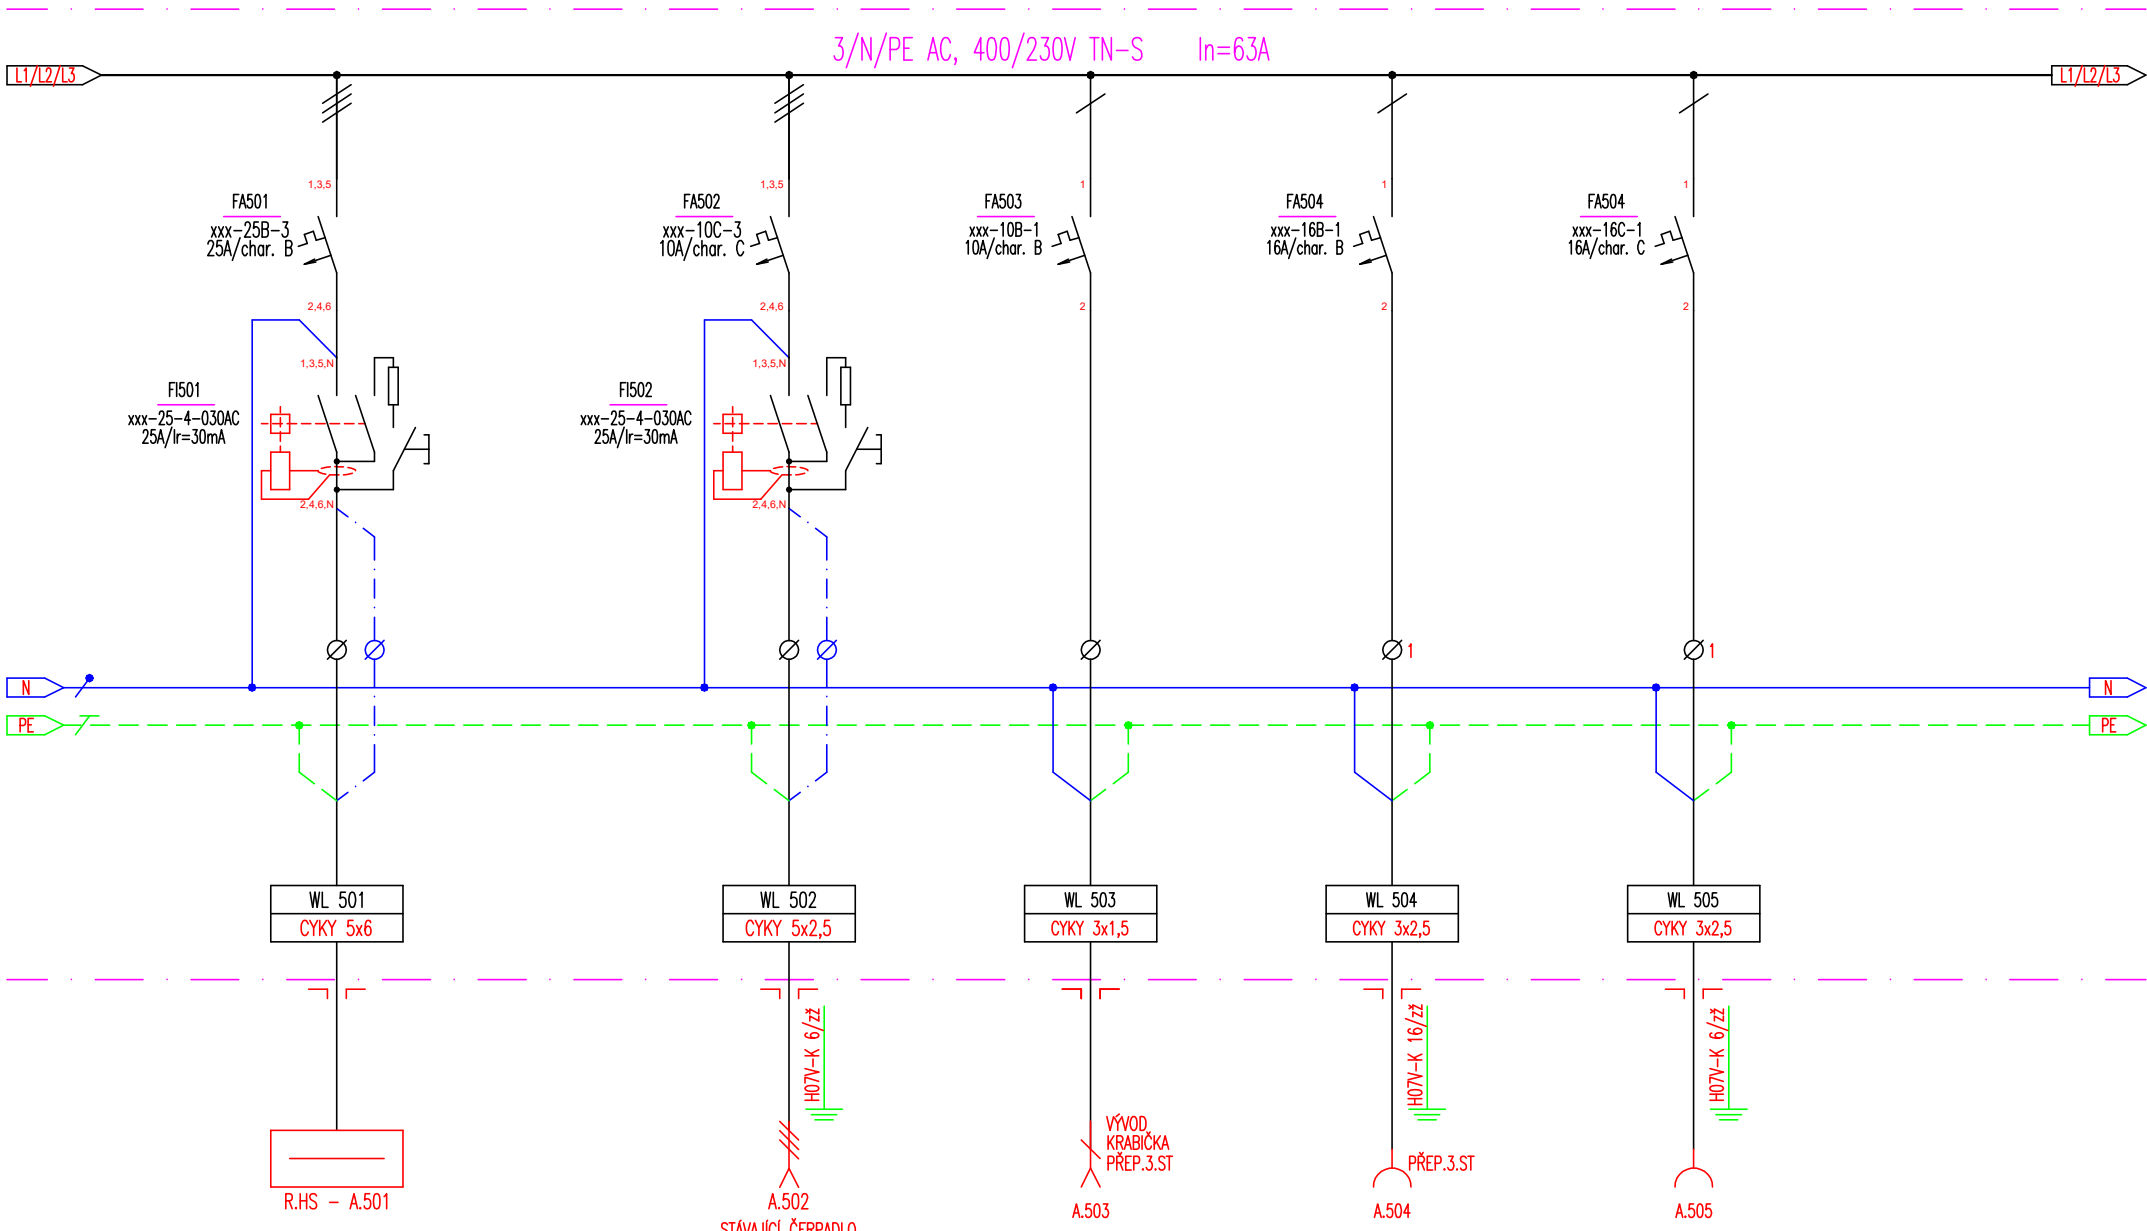 3/N/PE AC, 400/230V TN-S In=63A
L1/L2/L3
L1/L2/L3
1,3,5
1,3,5
1
1
1
FA501
xxx-25B-3
25A/char. B
FA502
xxx-10C-3
10A/char. C
FA503
xxx-10B-1
10A/char. B
FA504
xxx-16B-1
16A/char. B
FA504
xxx-16C-1
16A/char. C
2,4,6
2,4,6
2
2
2
1,3,5,N
1,3,5,N
FI501
xxx-25-4-030AC
25A/Ir=30mA
FI502
xxx-25-4-030AC
25A/Ir=30mA
2,4,6,N
2,4,6,N
1
1
N
N
PE
PE
WL 501
CYKY 5x6
WL 502
CYKY 5x2,5
WL 503
CYKY 3x1,5
WL 504
CYKY 3x2,5
WL 505
CYKY 3x2,5
H07V-K 6/zž
H07V-K 16/zž
H07V-K 6/zž
VÝVOD
KRABIČKA
PŘEP.3.ST
PŘEP.3.ST
R.HS - A.501
A.502
STÁVAJÍCÍ ČERPADLO
A.503
A.504
A.505